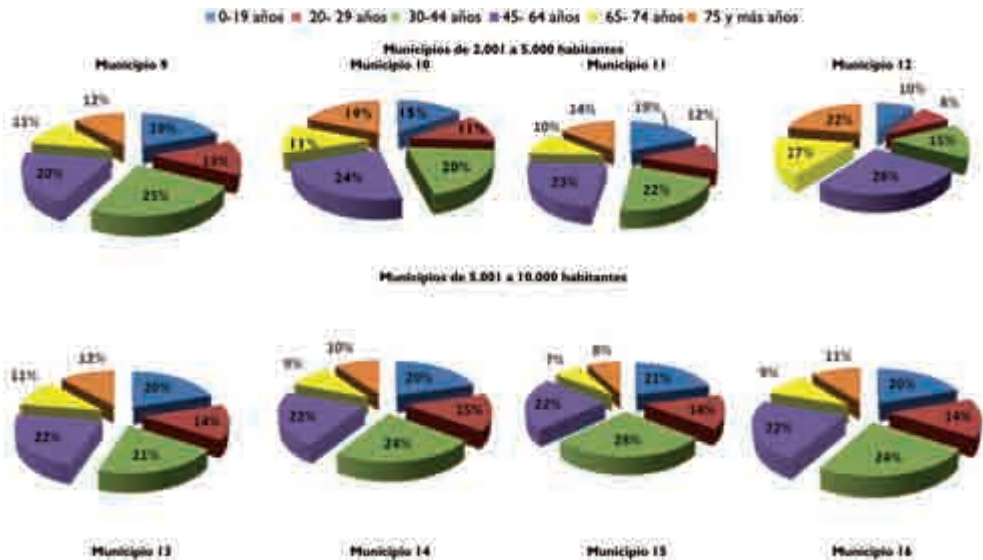 0-19 años 20- 29 años 30-44 años 45- 64 años 65- 74 años 75 y más años
Municipios de 2.001 a 5.000 habitantes
Municipio 9 Municipio 10 Municipio 11 Municipio 12
12% 11% 20% 25% 13% 19%
19% 11% 24% 20% 11% 15%
14% 10% 23% 22% 12% 19%
22% 17% 28% 15% 8% 10%
Municipios de 5.001 a 10.000 habitantes
12% 11% 22% 21% 14% 20%
10% 9% 22% 24% 15% 20%
8% 7% 22% 28% 14% 21%
11% 9% 22% 24% 14% 20%
Municipio 13 Municipio 14 Municipio 15 Municipio 16